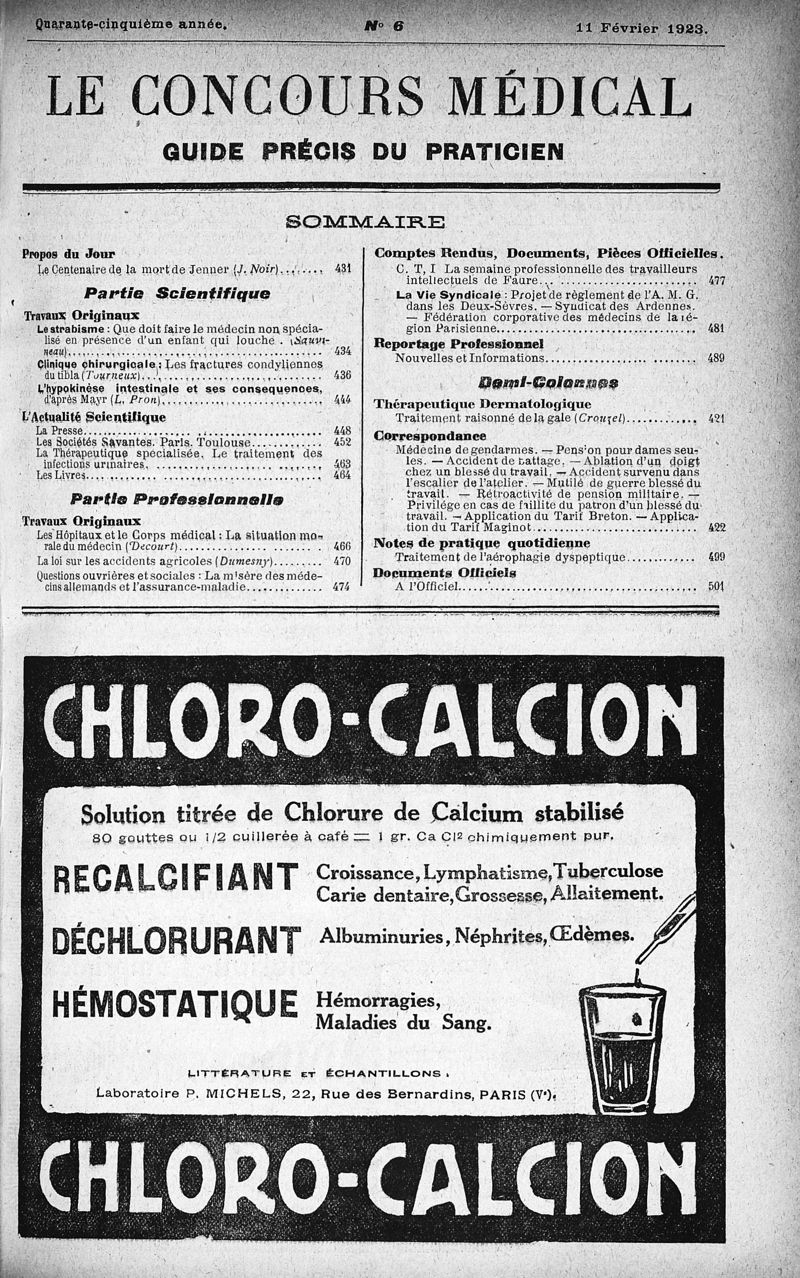 Quarante-cinquième année.
N° 6
11 Février 1923.
LE CONCOURS MÉDICAL
GUIDE PRÉCIS DU PRATICIEN
SOMMAIRE
Propos du Jour
Le Centenaire de la mort de Jenner (J. Noir)........ 431
Partie Scientifique
Travaux Originaux
Le strabisme : Que doit faire le médecin non spécia-
lisé en présence d'un enfant qui louche. (Sauvi-
neau)........ 434
Clinique chirurgicale : Les fractures condyliennes
du tibia (Tourneux)........ 436
L'hypokinèse intestinale et ses conséquences,
d'après Mayr (L. Pron)........ 444
L'Actualité Scientifique
La Presse........ 448
Les Sociétés Savantes. Paris. Toulouse........ 452
La Thérapeutique spécialisée. Le traitement des
infections urinaires........ 463
Les Livres........ 464
Partie Professionnelle
Travaux Originaux
Les Hôpitaux et le Corps médical : La situation mo-
rale du médecin (Decourt)........ 466
La loi sur les accidents agricoles (Dumesny)........ 470
Questions ouvrières et sociales : La misère des méde-
cins allemands et l'assurance-maladie........ 474
Comptes Rendus, Documents, Pièces Officielles.
C. T. I La semaine professionnelle des travailleurs
intellectuels de Faure........ 477
La Vie Syndicale : Projet de règlement de l'A. M. G.
dans les Deux-Sèvres. — Syndicat des Ardennes.
— Fédération corporative des médecins de la ré-
gion Parisienne........ 481
Reportage Professionnel
Nouvelles et Informations........ 489
Demi-Colonnes
Thérapeutique Dermatologique
Traitement raisonné de la gale (Crouzel)........ 421
Correspondance
Médecine de gendarmes. — Pension pour dames seu-
les. — Accident de battage. — Ablation d'un doigt
chez un blessé du travail. — Accident survenu dans
l'escalier de l'atelier. — Mutilé de guerre blessé du
travail. — Rétroactivité de pension militaire. —
Privilège en cas de faillite du patron d'un blessé du
travail. — Application du Tarif Breton. — Applica-
tion du Tarif Maginot........ 422
Notes de pratique quotidienne
Traitement de l'aérophagie dyspeptique........ 499
Documents Officiels
A l'Officiel........ 501
CHLORO-CALCION
Solution titrée de Chlorure de Calcium stabilisé
80 gouttes ou 1/2 cuillerée à café = 1 gr. Ca Cl² chimiquement pur.
RECALCIFIANT
Croissance, Lymphatisme, Tuberculose
Carie dentaire, Grossesse, Allaitement.
DÉCHLORURANT
Albuminuries, Néphrites, Œdèmes.
HÉMOSTATIQUE
Hémorragies,
Maladies du Sang.
LITTÉRATURE ET ÉCHANTILLONS.
Laboratoire P. MICHELS, 22, Rue des Bernardins, PARIS (Vᵉ).
CHLORO-CALCION